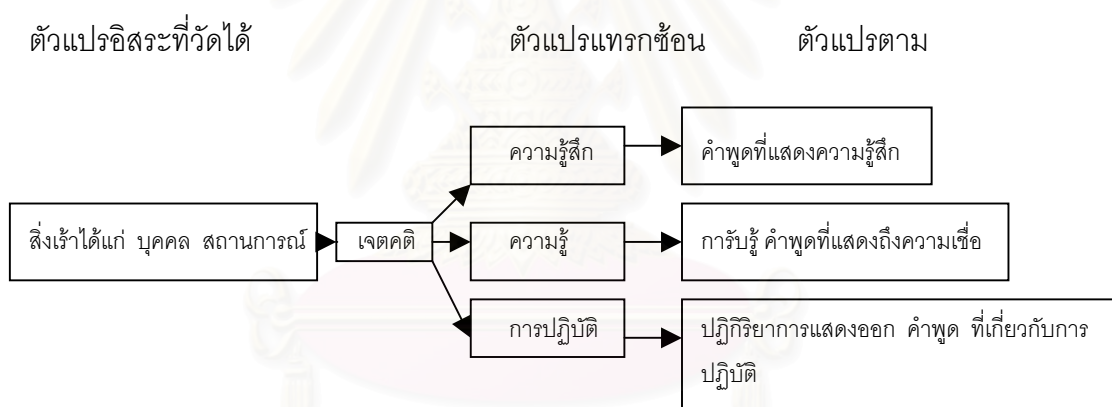 ตัวแปรอิสระที่วัดได้ ตัวแปรแทรกซ้อน ตัวแปรตาม
ความรู้สึก คำพูดที่แสดงความรู้สึก
สิ่งเร้าได้แก่ บุคคล สถานการณ์ เจตคติ ความรู้ การับรู้ คำพูดที่แสดงถึงความเชื่อ
การปฏิบัติ ปฏิกิริยาการแสดงออก คำพูด ที่เกี่ยวกับการ
ปฏิบัติ